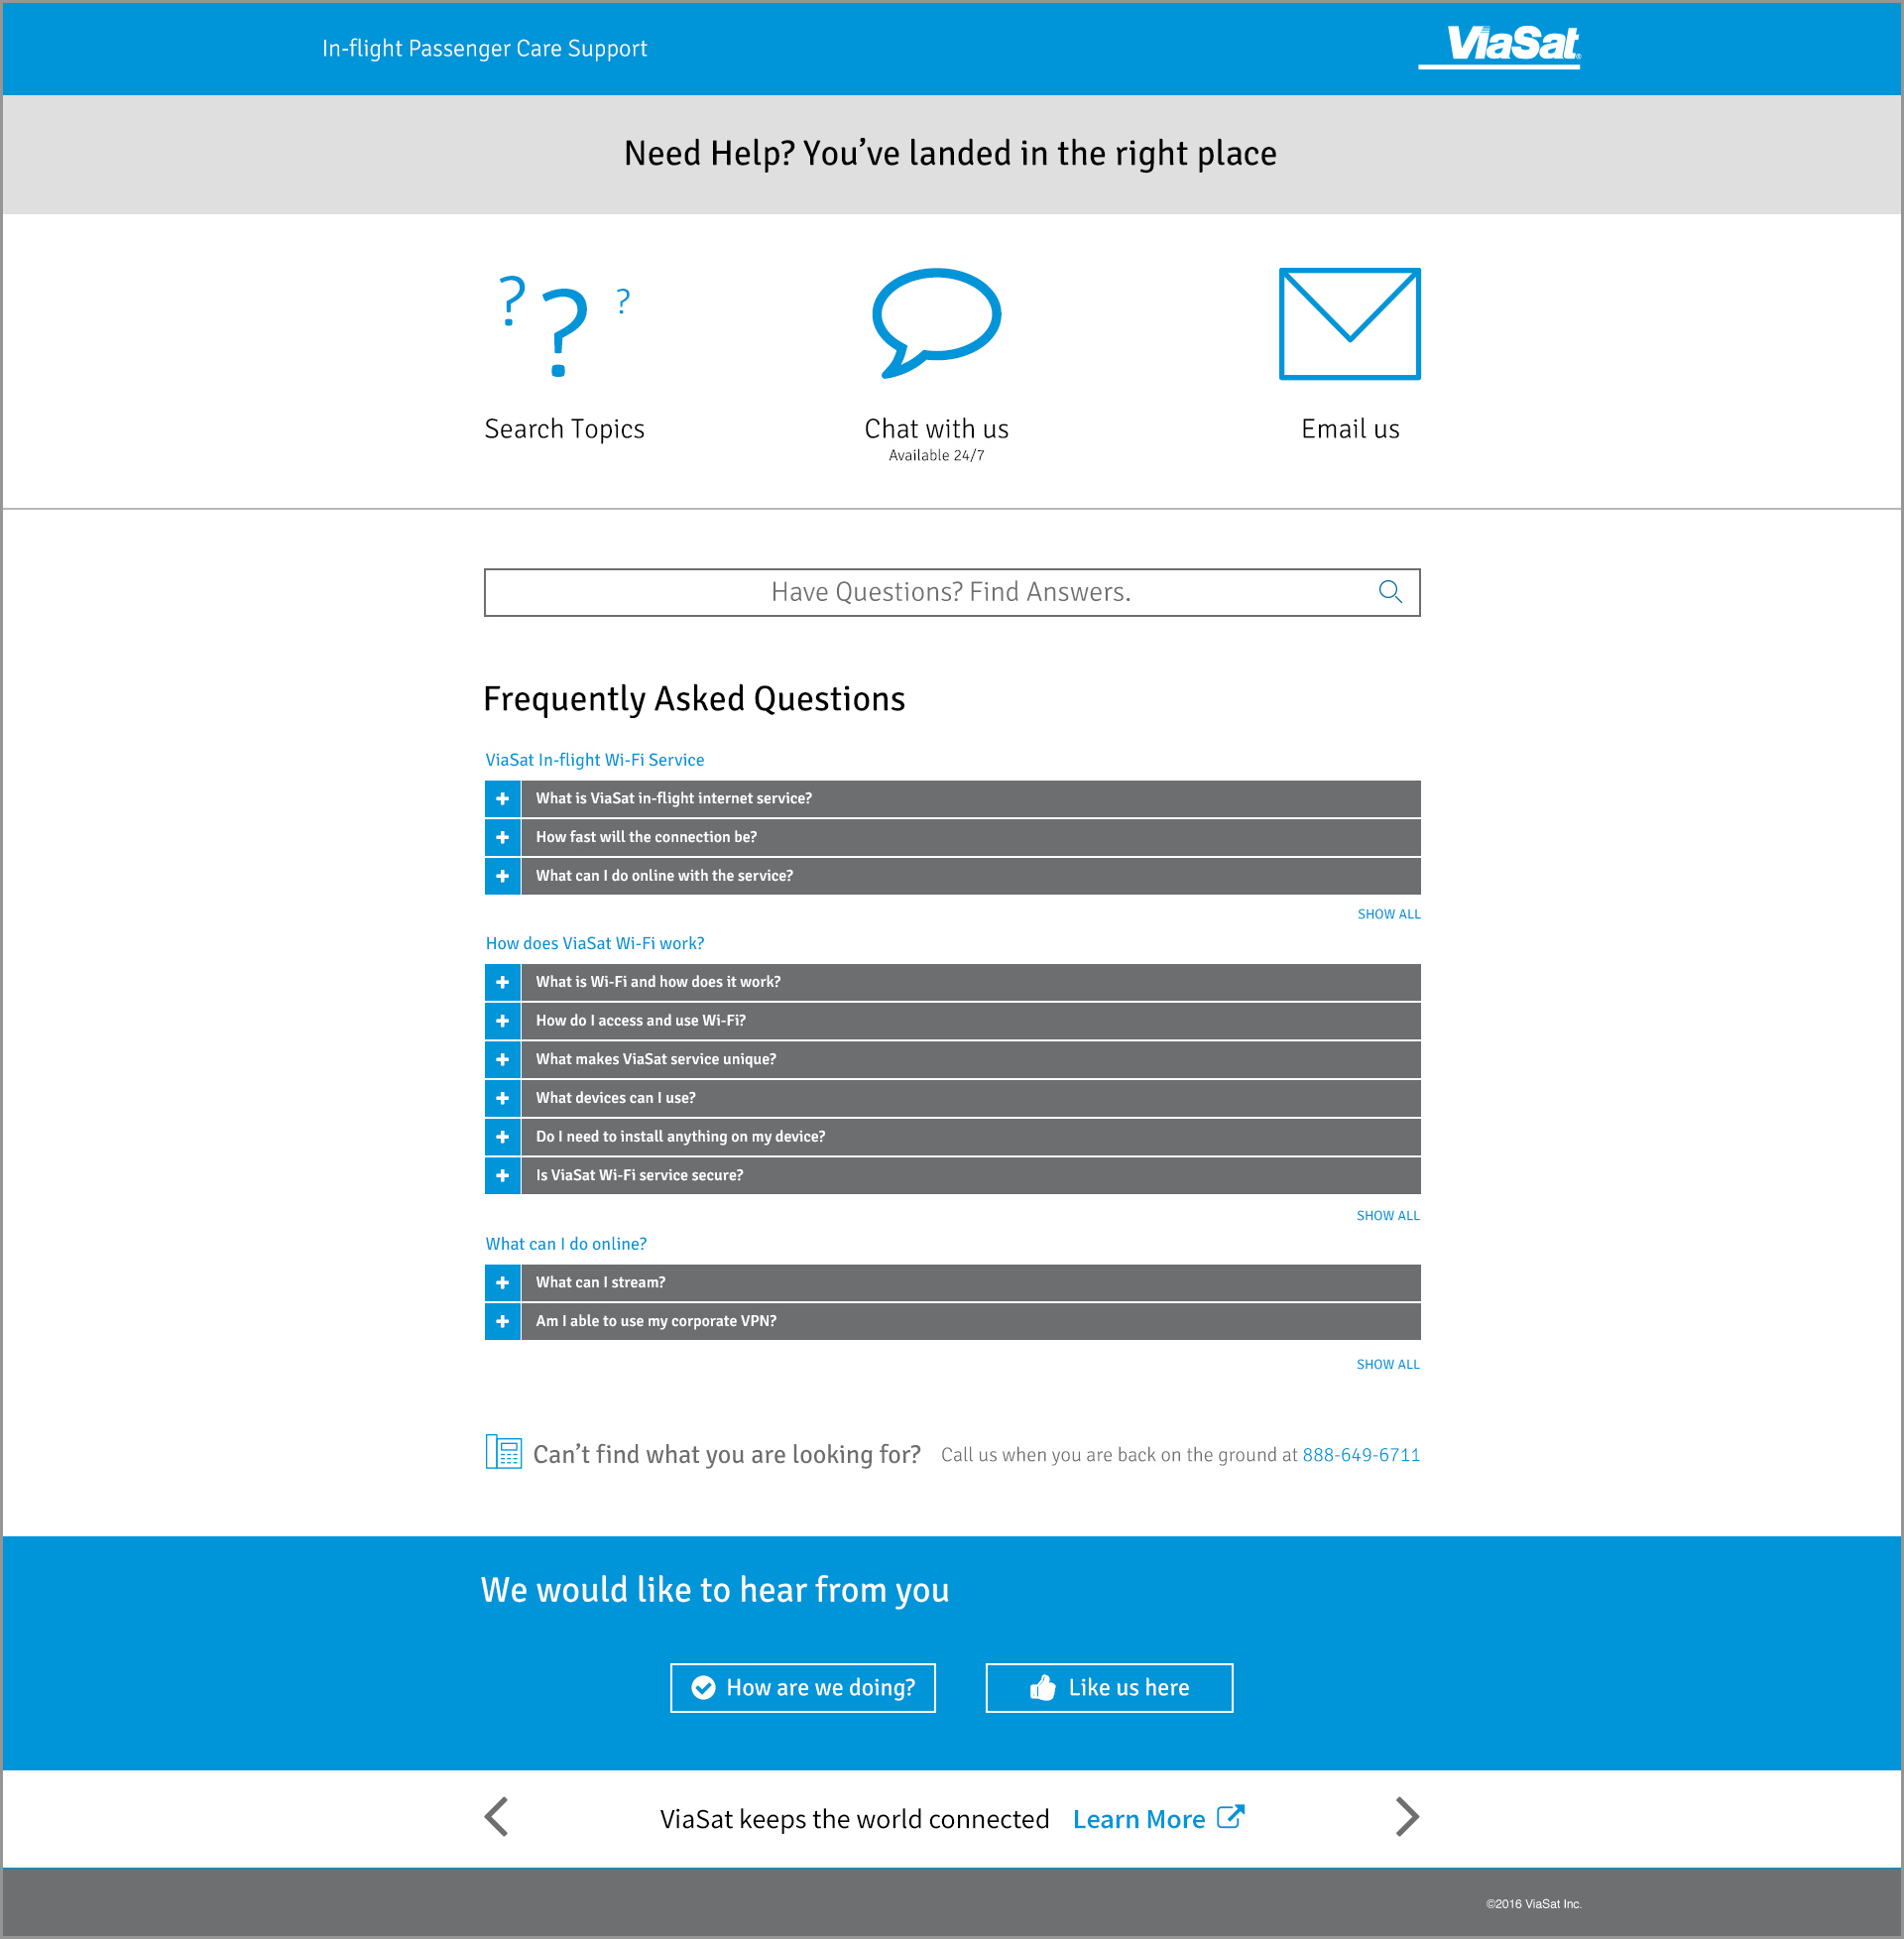 In-flight Passenger Care Support
ViaSat®
Need Help? You’ve landed in the right place
? ? ?
Search Topics
Chat with us
Available 24/7
Email us
Have Questions? Find Answers.
Frequently Asked Questions
ViaSat In-flight Wi-Fi Service
What is ViaSat in-flight internet service?
How fast will the connection be?
What can I do online with the service?
SHOW ALL
How does ViaSat Wi-Fi work?
What is Wi-Fi and how does it work?
How do I access and use Wi-Fi?
What makes ViaSat service unique?
What devices can I use?
Do I need to install anything on my device?
Is ViaSat Wi-Fi service secure?
SHOW ALL
What can I do online?
What can I stream?
Am I able to use my corporate VPN?
SHOW ALL
Can’t find what you are looking for? Call us when you are back on the ground at 888-649-6711
We would like to hear from you
How are we doing?
Like us here
ViaSat keeps the world connected Learn More
©2016 ViaSat Inc.